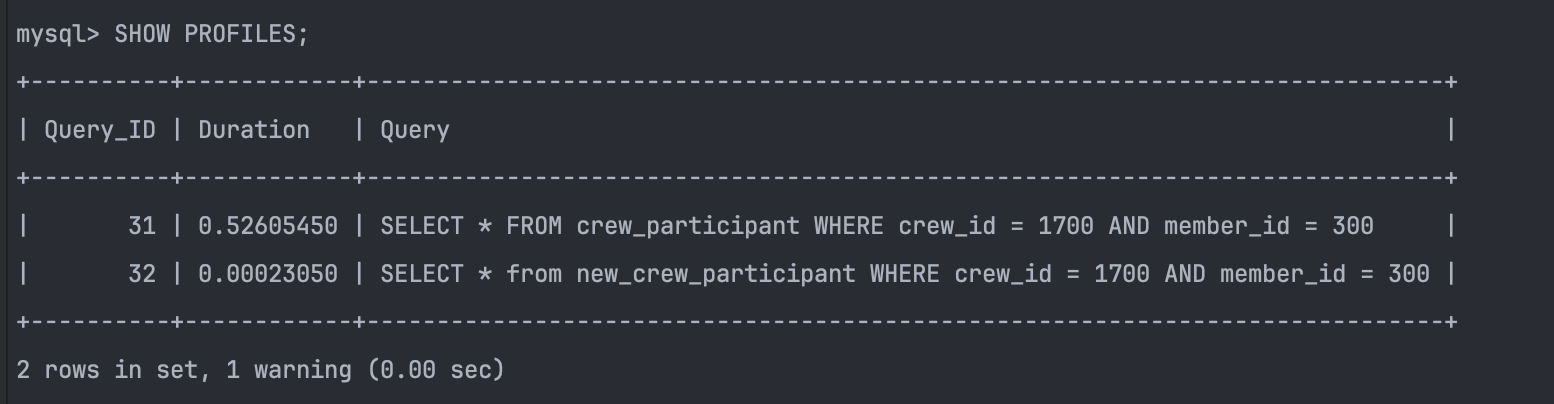 mysql> SHOW PROFILES;
+----------+------------+-----------------------------------------------------------------------------+
| Query_ID | Duration   | Query                                                                       |
+----------+------------+-----------------------------------------------------------------------------+
|       31 | 0.52605450 | SELECT * FROM crew_participant WHERE crew_id = 1700 AND member_id = 300     |
|       32 | 0.00023050 | SELECT * from new_crew_participant WHERE crew_id = 1700 AND member_id = 300 |
+----------+------------+-----------------------------------------------------------------------------+
2 rows in set, 1 warning (0.00 sec)